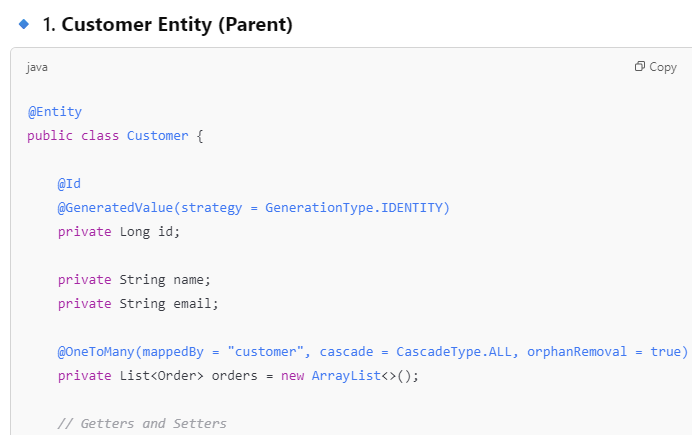 1. Customer Entity (Parent)
java
Copy
@Entity
public class Customer {
@Id
@GeneratedValue(strategy = GenerationType.IDENTITY)
private Long id;
private String name;
private String email;
@OneToMany(mappedBy = "customer", cascade = CascadeType.ALL, orphanRemoval = true)
private List<Order> orders = new ArrayList<>();
// Getters and Setters